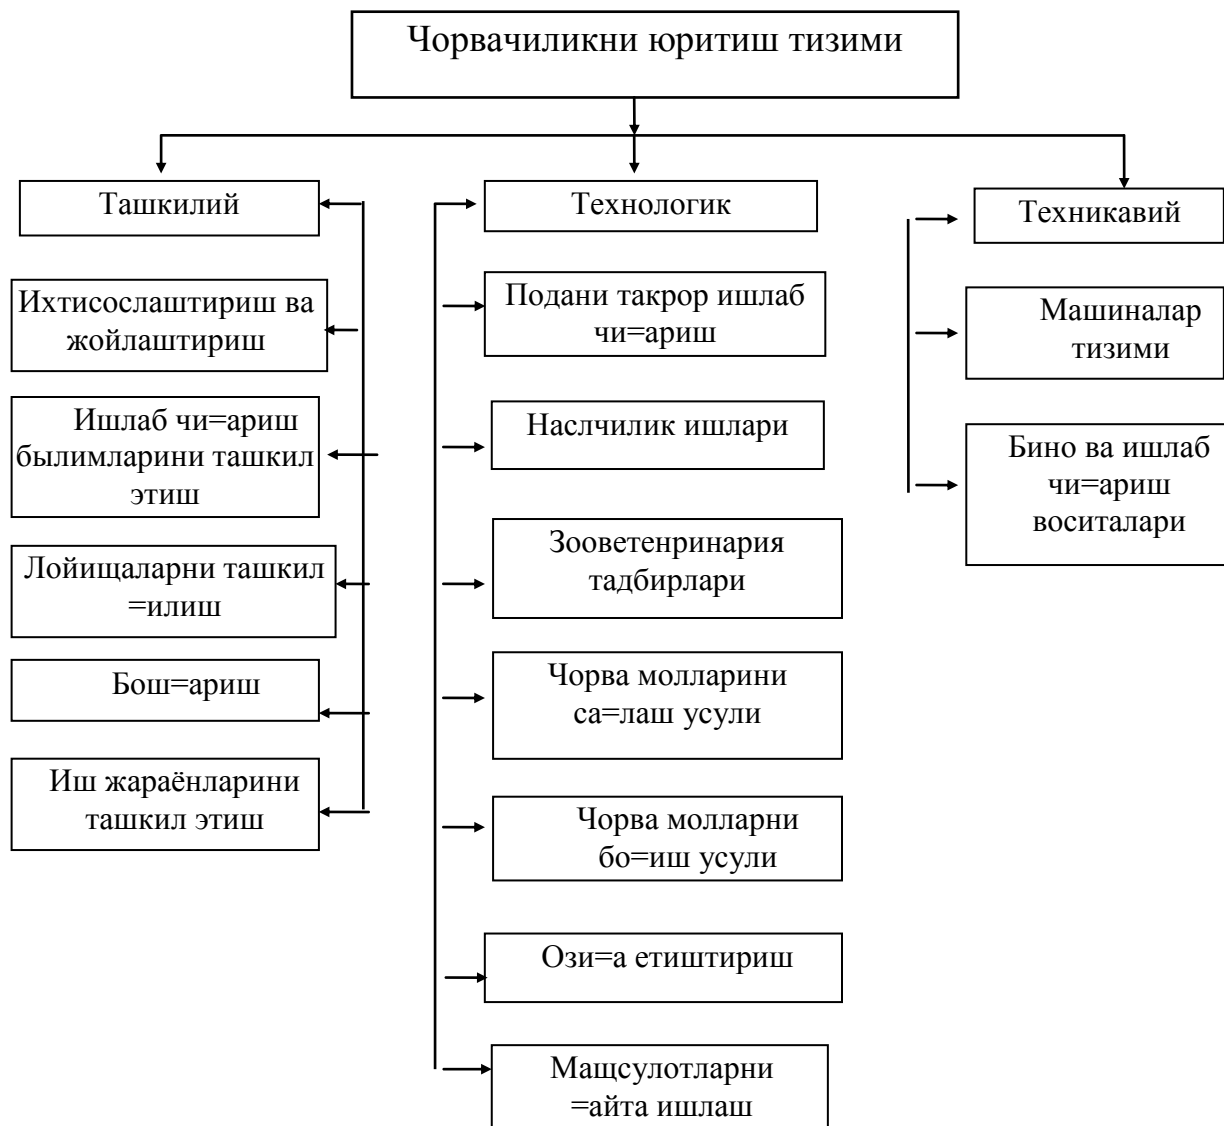 Чорвачиликни юритиш тизими
Ташкилий
Ихтисослаштириш ва
жойлаштириш
Ишлаб чи=ариш
былимларини ташкил
этиш
Лойищаларни ташкил
=илиш
Бош=ариш
Иш жараёнларини
ташкил этиш
Технологик
Подани такрор ишлаб
чи=ариш
Наслчилик ишлари
Зооветенринария
тадбирлари
Чорва молларини
са=лаш усули
Чорва молларни
бо=иш усули
Ози=а етиштириш
Мащсулотларни
=айта ишлаш
Техникавий
Машиналар
тизими
Бино ва ишлаб
чи=ариш
воситалари